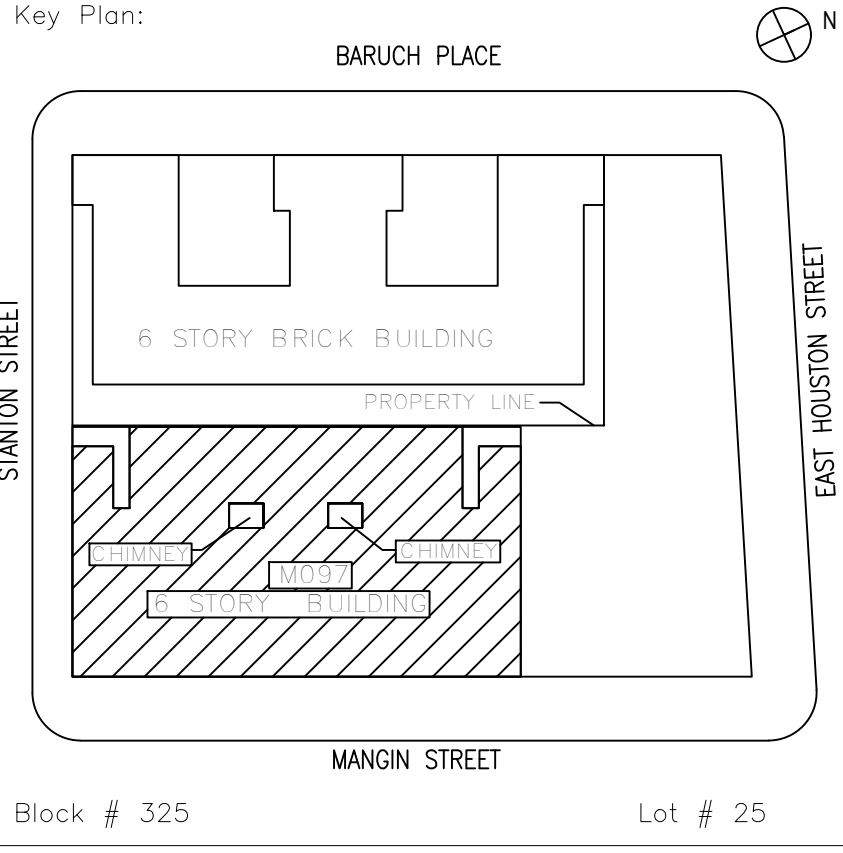 Key Plan:
N
BARUCH PLACE
STANTON STREET
EAST HOUSTON STREET
6 STORY BRICK BUILDING
PROPERTY LINE
CHIMNEY
CHIMNEY
M097
6 STORY BUILDING
MANGIN STREET
Block # 325
Lot # 25